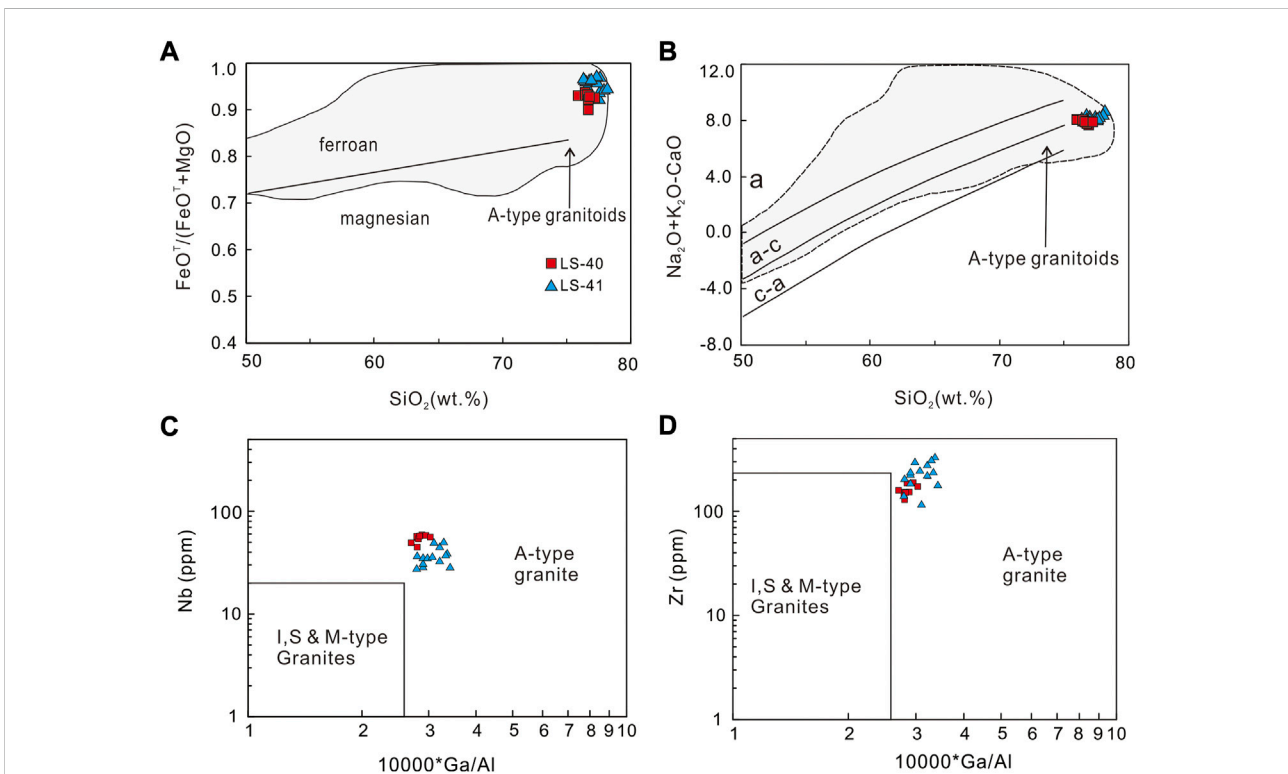 A
1.0
0.9
0.8
0.7
0.6
0.5
0.4
FeOᵀ/(FeOᵀ+MgO)
ferroan
magnesian
A-type granitoids
LS-40
LS-41
50
60
70
80
SiO₂(wt.%)
B
12.0
8.0
4.0
0.0
-4.0
-8.0
Na₂O+K₂O-CaO
a
a-c
c-a
A-type granitoids
50
60
70
80
SiO₂(wt.%)
C
100
10
1
Nb (ppm)
A-type
granite
I,S & M-type
Granites
1
2
3
4
5
6
7
8
9
10
10000*Ga/Al
D
100
10
1
Zr (ppm)
A-type
granite
I,S & M-type
Granites
1
2
3
4
5
6
7
8
9
10
10000*Ga/Al